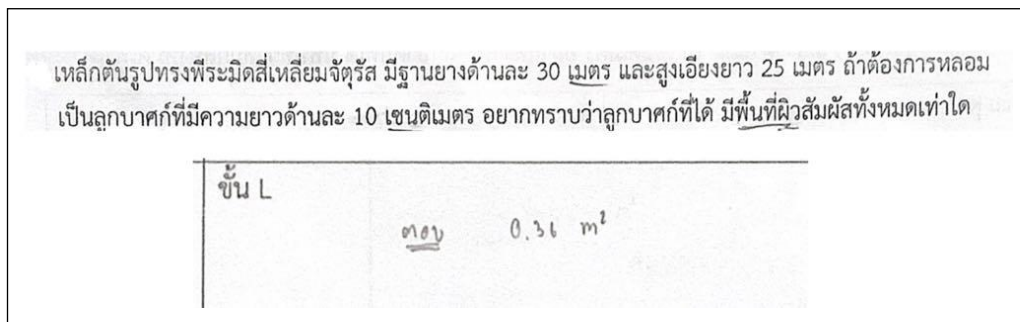 เหล็กตันรูปทรงพีระมิดสี่เหลี่ยมจัตุรัส มีฐานยางด้านละ 30 เมตร และสูงเอียงยาว 25 เมตร ถ้าต้องการหลอม
เป็นลูกบาศก์ที่มีความยาวด้านละ 10 เซนติเมตร อยากทราบว่าลูกบาศก์ที่ได้ มีพื้นที่ผิวสัมผัสทั้งหมดเท่าใด
ขั้น L
ตอบ 0.36 m²